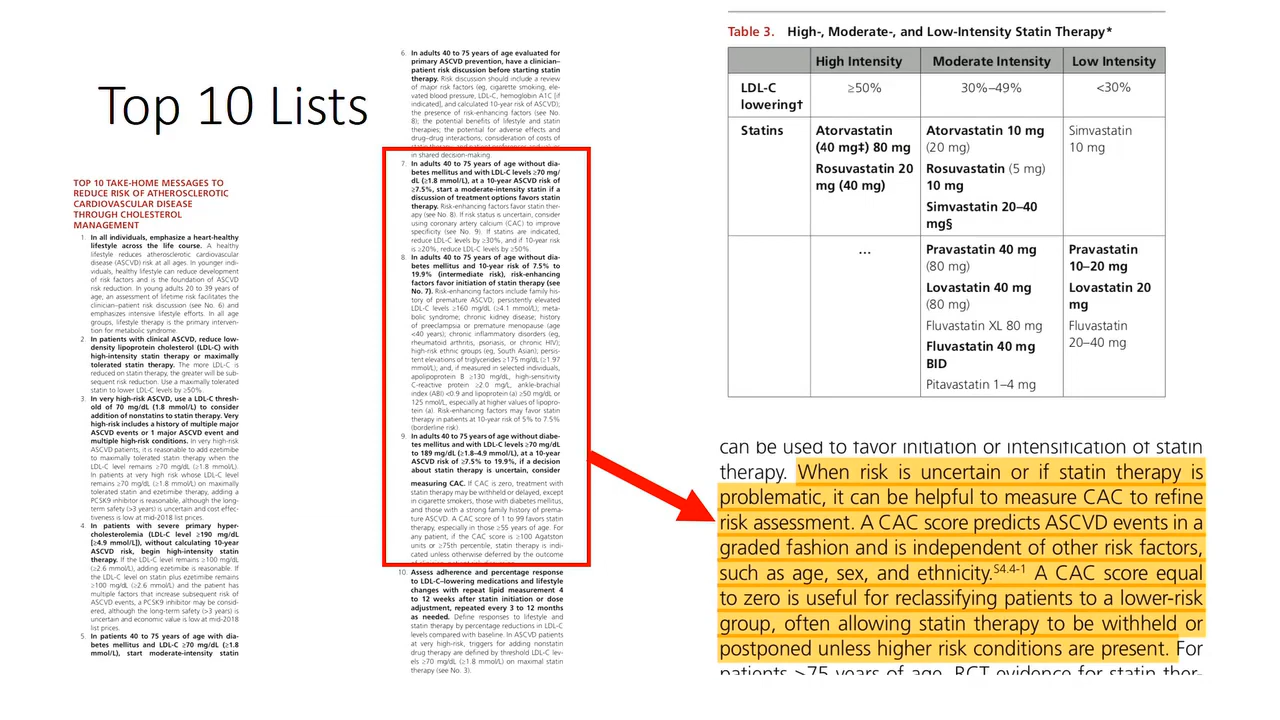 Top 10 Lists
TOP 10 TAKE-HOME MESSAGES TO
REDUCE RISK OF ATHEROSCLEROTIC
CARDIOVASCULAR DISEASE
THROUGH CHOLESTEROL
MANAGEMENT
1. In all individuals, emphasize a heart-healthy
lifestyle across the life course. A healthy
lifestyle reduces atherosclerotic cardiovascular
disease (ASCVD) risk at all ages. In younger indi-
viduals, healthy lifestyle can reduce development
of risk factors and is the foundation of ASCVD
risk reduction. In young adults 20 to 39 years of
age, an assessment of lifetime risk facilitates the
clinician–patient risk discussion (see No. 6) and
emphasizes intensive lifestyle efforts. In all age
groups, lifestyle therapy is the primary interven-
tion for metabolic syndrome.
2. In patients with clinical ASCVD, reduce low-
density lipoprotein cholesterol (LDL-C) with
high-intensity statin therapy or maximally
tolerated statin therapy. The more LDL-C is
reduced on statin therapy, the greater will be sub-
sequent risk reduction. Use a maximally tolerated
statin to lower LDL-C levels by ≥50%.
3. In very high-risk ASCVD, use a LDL-C thresh-
old of 70 mg/dL (1.8 mmol/L) to consider
addition of nonstatins to statin therapy. Very
high-risk includes a history of multiple major
ASCVD events or 1 major ASCVD event and
multiple high-risk conditions. In very high-risk
ASCVD patients, it is reasonable to add ezetimibe
to maximally tolerated statin therapy when the
LDL-C level remains ≥70 mg/dL (≥1.8 mmol/L).
In patients at very high risk whose LDL-C level
remains ≥70 mg/dL (≥1.8 mmol/L) on maximally
tolerated statin and ezetimibe therapy, adding a
PCSK9 inhibitor is reasonable, although the long-
term safety (>3 years) is uncertain and cost effec-
tiveness is low at mid-2018 list prices.
4. In patients with severe primary hyper-
cholesterolemia (LDL-C level ≥190 mg/dL
[≥4.9 mmol/L]), without calculating 10-year
ASCVD risk, begin high-intensity statin
therapy. If the LDL-C level remains ≥100 mg/dL
(≥2.6 mmol/L), adding ezetimibe is reasonable. If
the LDL-C level on statin plus ezetimibe remains
≥100 mg/dL (≥2.6 mmol/L) and the patient has
multiple factors that increase subsequent risk of
ASCVD events, a PCSK9 inhibitor may be consid-
ered, although the long-term safety (>3 years) is
uncertain and economic value is low at mid-2018
list prices.
5. In patients 40 to 75 years of age with dia-
betes mellitus and LDL-C ≥70 mg/dL (≥1.8
mmol/L), start moderate-intensity statin
6. In adults 40 to 75 years of age evaluated for
primary ASCVD prevention, have a clinician–
patient risk discussion before starting statin
therapy. Risk discussion should include a review
of major risk factors (eg, cigarette smoking, ele-
vated blood pressure, LDL-C, hemoglobin A1C [if
indicated], and calculated 10-year risk of ASCVD);
the presence of risk-enhancing factors (see No.
8); the potential benefits of lifestyle and statin
therapies; the potential for adverse effects and
drug–drug interactions; consideration of costs of
statin therapy; and patient preferences and values
in shared decision-making.
7. In adults 40 to 75 years of age without dia-
betes mellitus and with LDL-C levels ≥70 mg/
dL (≥1.8 mmol/L), at a 10-year ASCVD risk of
≥7.5%, start a moderate-intensity statin if a
discussion of treatment options favors statin
therapy. Risk-enhancing factors favor statin ther-
apy (see No. 8). If risk status is uncertain, consider
using coronary artery calcium (CAC) to improve
specificity (see No. 9). If statins are indicated,
reduce LDL-C levels by ≥30%, and if 10-year risk
is ≥20%, reduce LDL-C levels by ≥50%.
8. In adults 40 to 75 years of age without dia-
betes mellitus and 10-year risk of 7.5% to
19.9% (intermediate risk), risk-enhancing
factors favor initiation of statin therapy (see
No. 7). Risk-enhancing factors include family his-
tory of premature ASCVD; persistently elevated
LDL-C levels ≥160 mg/dL (≥4.1 mmol/L); meta-
bolic syndrome; chronic kidney disease; history
of preeclampsia or premature menopause (age
<40 years); chronic inflammatory disorders (eg,
rheumatoid arthritis, psoriasis, or chronic HIV);
high-risk ethnic groups (eg, South Asian); persis-
tent elevations of triglycerides ≥175 mg/dL (≥1.97
mmol/L); and, if measured in selected individuals,
apolipoprotein B ≥130 mg/dL, high-sensitivity
C-reactive protein ≥2.0 mg/L, ankle-brachial
index (ABI) <0.9 and lipoprotein (a) ≥50 mg/dL or
125 nmol/L, especially at higher values of lipopro-
tein (a). Risk-enhancing factors may favor statin
therapy in patients at 10-year risk of 5% to 7.5%
(borderline risk).
9. In adults 40 to 75 years of age without diabe-
tes mellitus and with LDL-C levels ≥70 mg/dL
to 189 mg/dL (≥1.8–4.9 mmol/L), at a 10-year
ASCVD risk of ≥7.5% to 19.9%, if a decision
about statin therapy is uncertain, consider
measuring CAC. If CAC is zero, treatment with
statin therapy may be withheld or delayed, except
in cigarette smokers, those with diabetes mellitus,
and those with a strong family history of prema-
ture ASCVD. A CAC score of 1 to 99 favors statin
therapy, especially in those ≥55 years of age. For
any patient, if the CAC score is ≥100 Agatston
units or ≥75th percentile, statin therapy is indi-
cated unless otherwise deferred by the outcome
10. Assess adherence and percentage response
to LDL-C–lowering medications and lifestyle
changes with repeat lipid measurement 4
to 12 weeks after statin initiation or dose
adjustment, repeated every 3 to 12 months
as needed. Define responses to lifestyle and
statin therapy by percentage reductions in LDL-C
levels compared with baseline. In ASCVD patients
at very high-risk, triggers for adding nonstatin
drug therapy are defined by threshold LDL-C lev-
els ≥70 mg/dL (≥1.8 mmol/L) on maximal statin
therapy (see No. 3).
Table 3. High-, Moderate-, and Low-Intensity Statin Therapy*
High Intensity Moderate Intensity Low Intensity
LDL-C lowering† ≥50% 30%–49% <30%
Statins
Atorvastatin
(40 mg‡) 80 mg
Rosuvastatin 20
mg (40 mg)
Atorvastatin 10 mg
(20 mg)
Rosuvastatin (5 mg)
10 mg
Simvastatin 20–40
mg§
Simvastatin
10 mg
…
Pravastatin 40 mg
(80 mg)
Lovastatin 40 mg
(80 mg)
Fluvastatin XL 80 mg
Fluvastatin 40 mg
BID
Pitavastatin 1–4 mg
Pravastatin
10–20 mg
Lovastatin 20
mg
Fluvastatin
20–40 mg
can be used to favor initiation or intensification of statin
therapy. When risk is uncertain or if statin therapy is
problematic, it can be helpful to measure CAC to refine
risk assessment. A CAC score predicts ASCVD events in a
graded fashion and is independent of other risk factors,
such as age, sex, and ethnicity.S4.4-1 A CAC score equal
to zero is useful for reclassifying patients to a lower-risk
group, often allowing statin therapy to be withheld or
postponed unless higher risk conditions are present. For
patients >75 years of age, RCT evidence for statin ther-